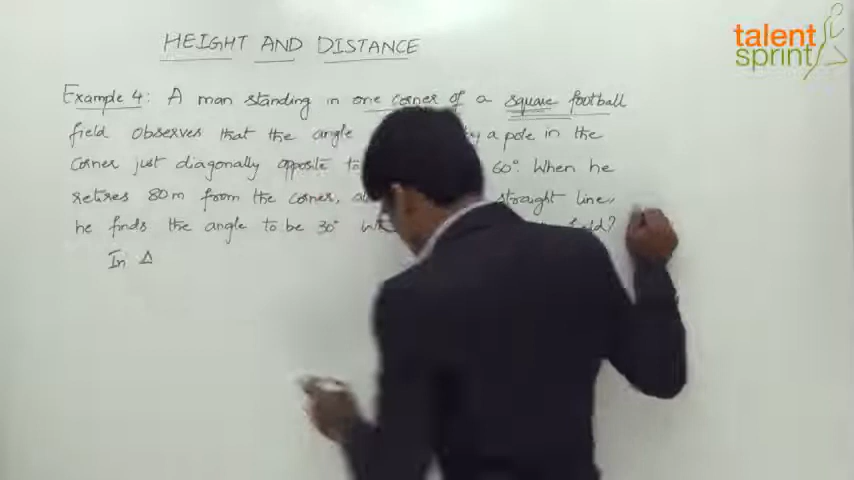 HEIGHT AND DISTANCE
talent
sprint
Example 4: A man standing in one corner of a square football
field observes that the angle a pole in the
corner just diagonally opposite to 60°. When he
retires 80m from the corner, straight line,
he finds the angle to be 30°
In Δ